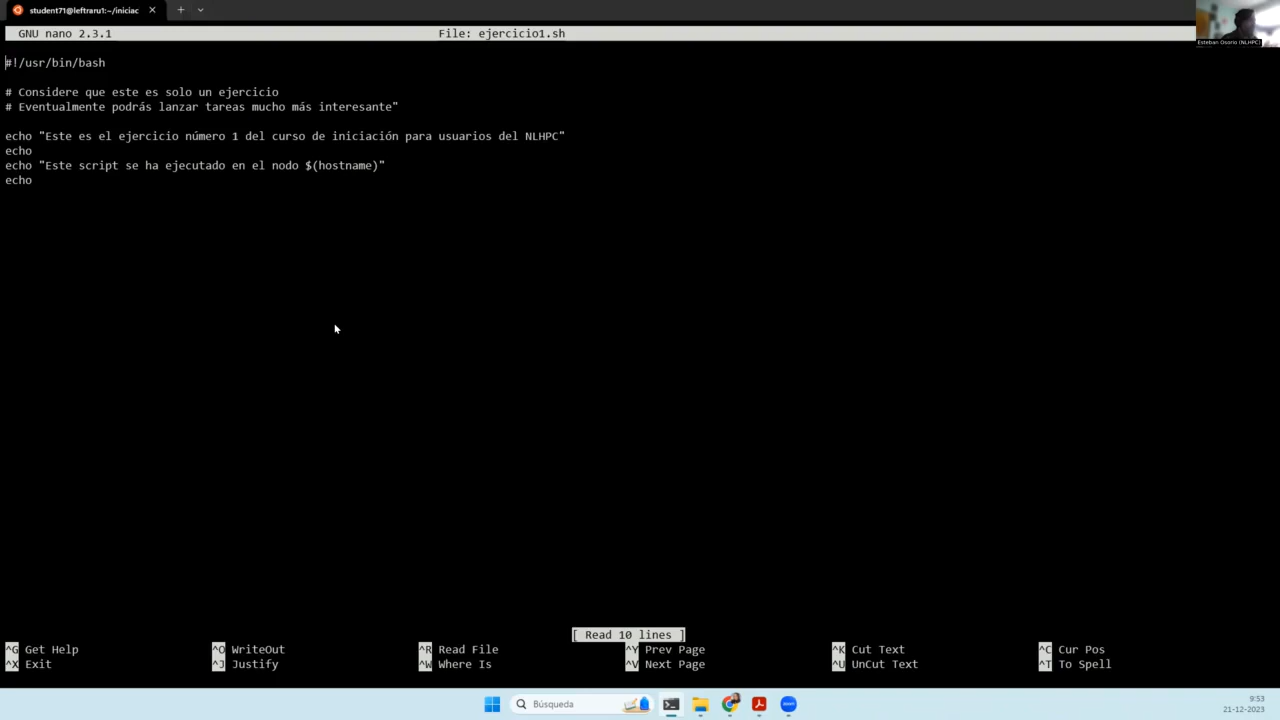 student71@leftraru1:~/iniciac
GNU nano 2.3.1 File: ejercicio1.sh
Esteban Osorio (NLHPC)
#!/usr/bin/bash
# Considere que este es solo un ejercicio
# Eventualmente podrás lanzar tareas mucho más interesante"
echo "Este es el ejercicio número 1 del curso de iniciación para usuarios del NLHPC"
echo
echo "Este script se ha ejecutado en el nodo $(hostname)"
echo
[ Read 10 lines ]
^G Get Help ^O WriteOut ^R Read File ^Y Prev Page ^K Cut Text ^C Cur Pos
^X Exit ^J Justify ^W Where Is ^V Next Page ^U UnCut Text ^T To Spell
Búsqueda
zoom
9:53
21-12-2023